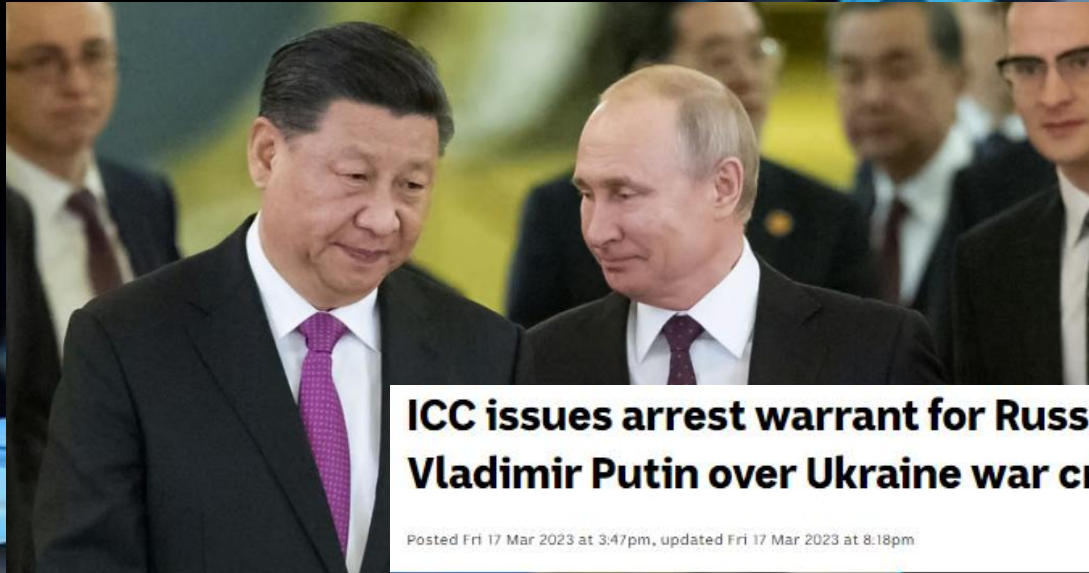 ICC issues arrest warrant for Russ
Vladimir Putin over Ukraine war cr
Posted Fri 17 Mar 2023 at 3:47pm, updated Fri 17 Mar 2023 at 8:18pm